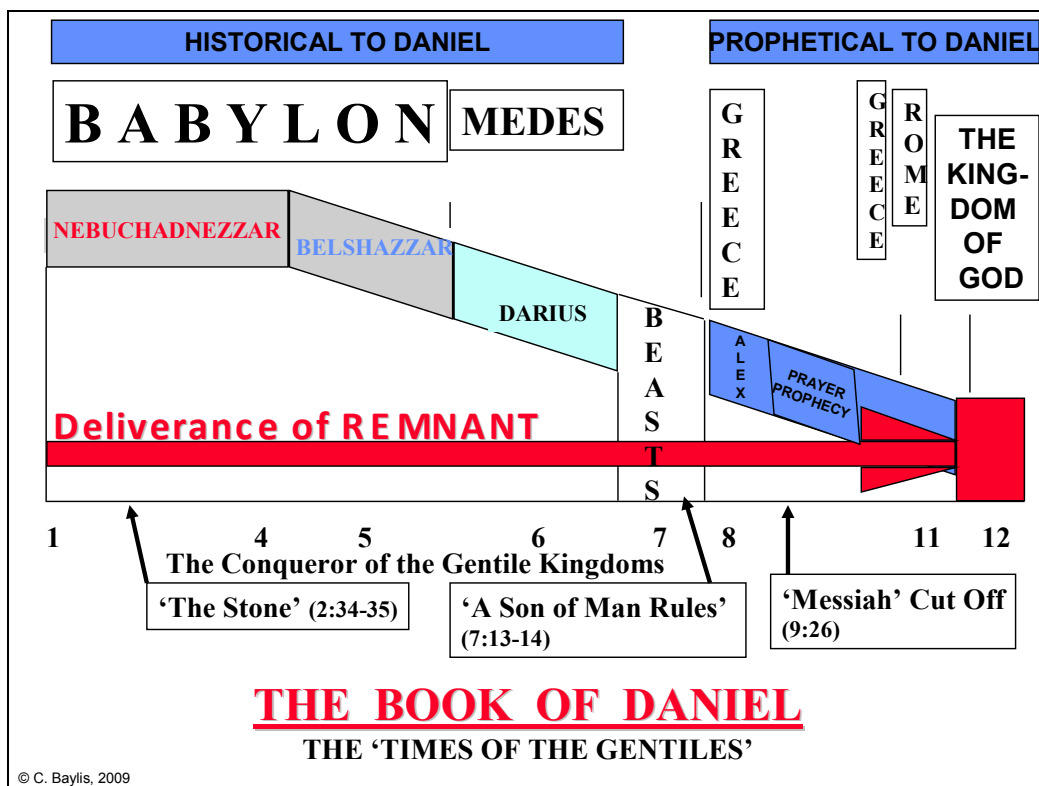 HISTORICAL TO DANIEL
PROPHETICAL TO DANIEL
BABYLON
MEDES
GREECE
GREECE
ROME
THE
KING-
DOM
OF
GOD
NEBUCHADNEZZAR
BELSHAZZAR
DARIUS
BEASTS
ALEX
PRAYER
PROPHECY
Deliverance of REMNANT
1 4 5 6 7 8 11 12
The Conqueror of the Gentile Kingdoms
‘The Stone’ (2:34-35)
‘A Son of Man Rules’
(7:13-14)
‘Messiah’ Cut Off
(9:26)
THE BOOK OF DANIEL
THE ‘TIMES OF THE GENTILES’
© C. Baylis, 2009